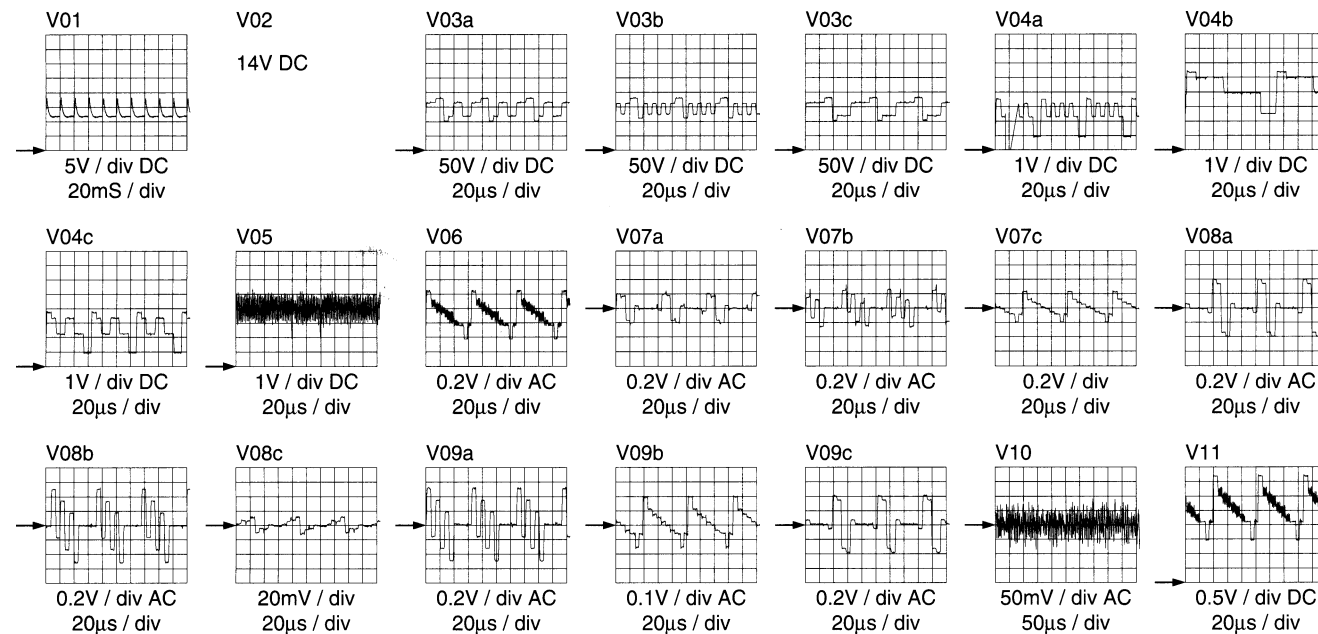 V01 V02 V03a V03b V03c V04a V04b
14V DC
5V / div DC 50V / div DC 50V / div DC 50V / div DC 1V / div DC 1V / div DC
20mS / div 20µs / div 20µs / div 20µs / div 20µs / div 20µs / div
V04c V05 V06 V07a V07b V07c V08a
1V / div DC 1V / div DC 0.2V / div AC 0.2V / div AC 0.2V / div AC 0.2V / div 0.2V / div AC
20µs / div 20µs / div 20µs / div 20µs / div 20µs / div 20µs / div 20µs / div
V08b V08c V09a V09b V09c V10 V11
0.2V / div AC 20mV / div 0.2V / div AC 0.1V / div AC 0.2V / div AC 50mV / div AC 0.5V / div DC
20µs / div 20µs / div 20µs / div 20µs / div 20µs / div 50µs / div 20µs / div